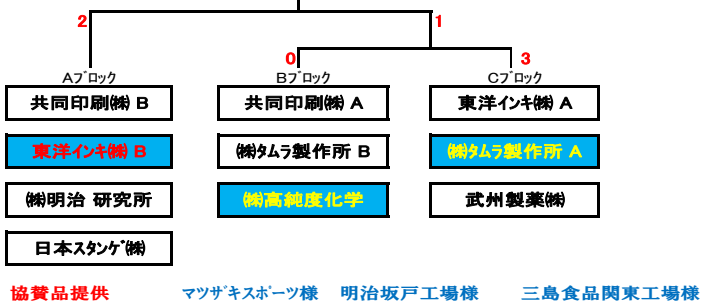 2 1
0 3
Aﾌﾞﾛｯｸ Bﾌﾞﾛｯｸ Cﾌﾞﾛｯｸ
共同印刷㈱ B 共同印刷㈱ A 東洋インキ㈱ A
東洋インキ㈱ B ㈱タムラ製作所 B ㈱タムラ製作所 A
㈱明治 研究所 ㈱高純度化学 武州製薬㈱
日本スタンゲ㈱
協賛品提供 マツザキスポーツ様 明治坂戸工場様 三島食品関東工場様